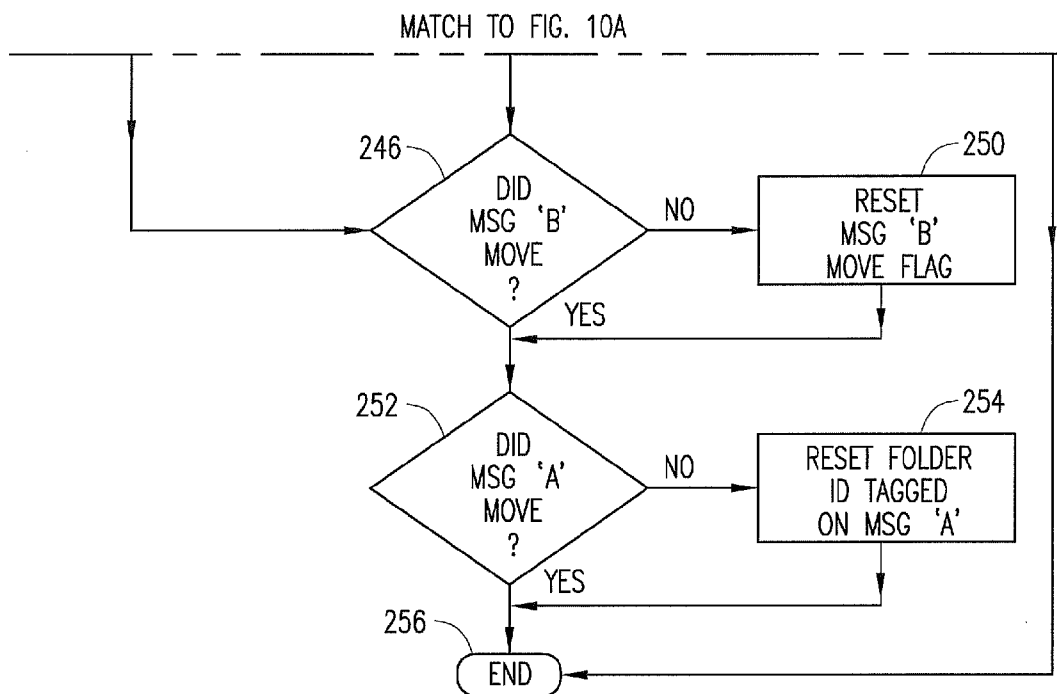 MATCH TO FIG. 10A
246
DID
MSG 'B'
MOVE
?
NO
YES
250
RESET
MSG 'B'
MOVE FLAG
252
DID
MSG 'A'
MOVE
?
NO
YES
254
RESET FOLDER
ID TAGGED
ON MSG 'A'
256
END